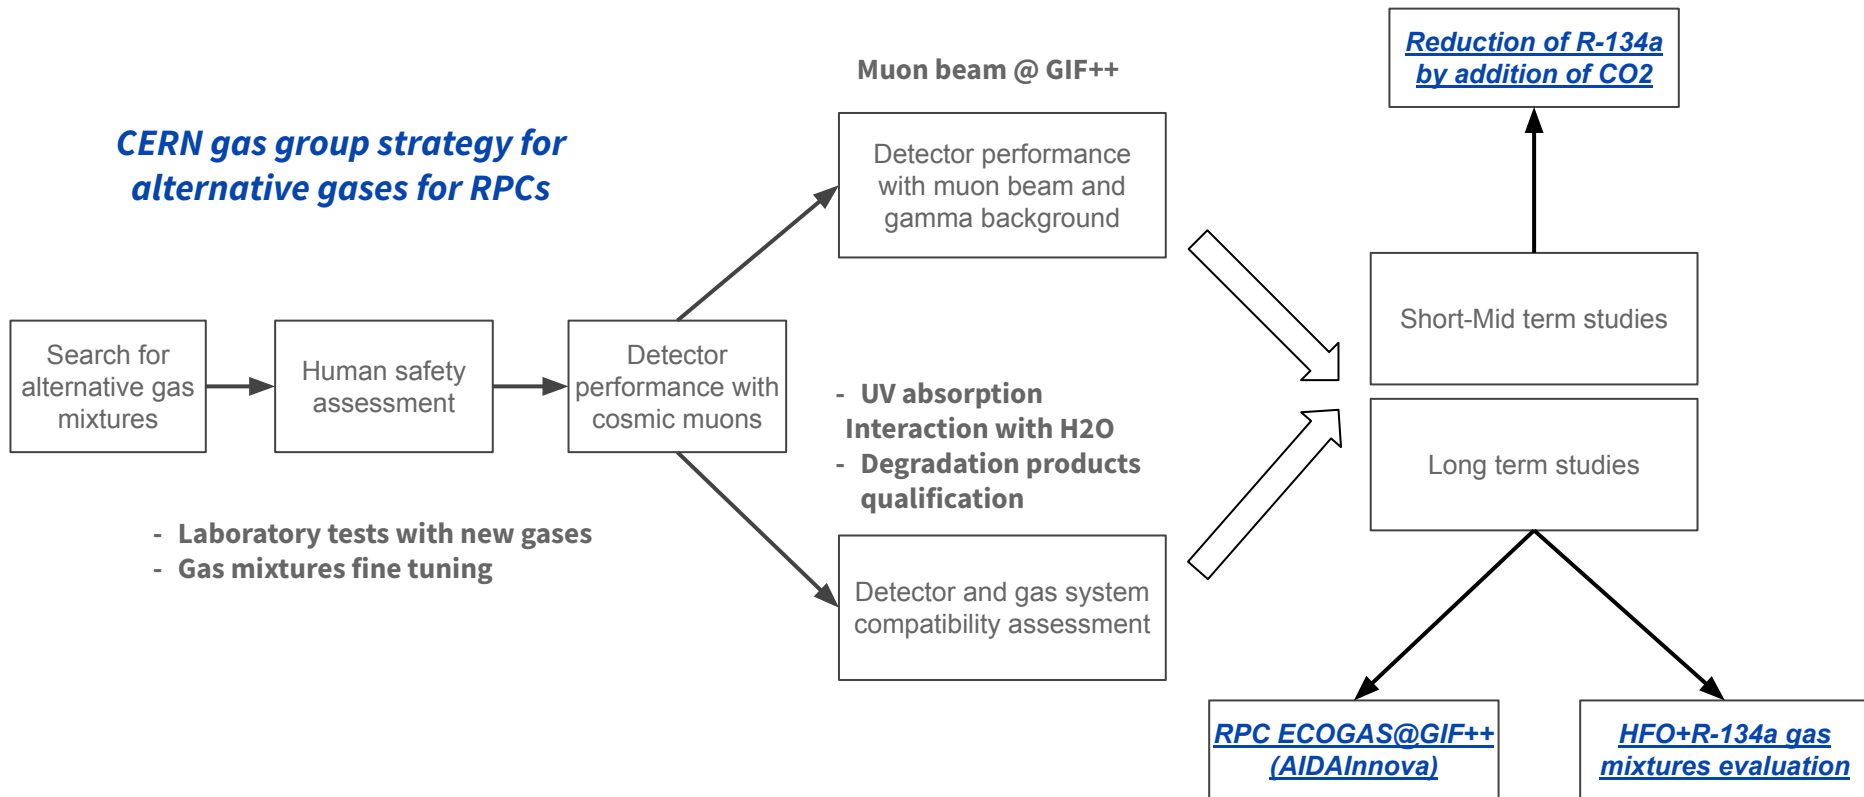 CERN gas group strategy for
alternative gases for RPCs
Search for
alternative gas
mixtures
Human safety
assessment
Detector
performance with
cosmic muons
- Laboratory tests with new gases
- Gas mixtures fine tuning
Muon beam @ GIF++
Detector performance
with muon beam and
gamma background
- UV absorption
Interaction with H2O
- Degradation products
qualification
Detector and gas system
compatibility assessment
Reduction of R-134a
by addition of CO2
Short-Mid term studies
Long term studies
RPC ECOGAS@GIF++
(AIDAInnova)
HFO+R-134a gas
mixtures evaluation